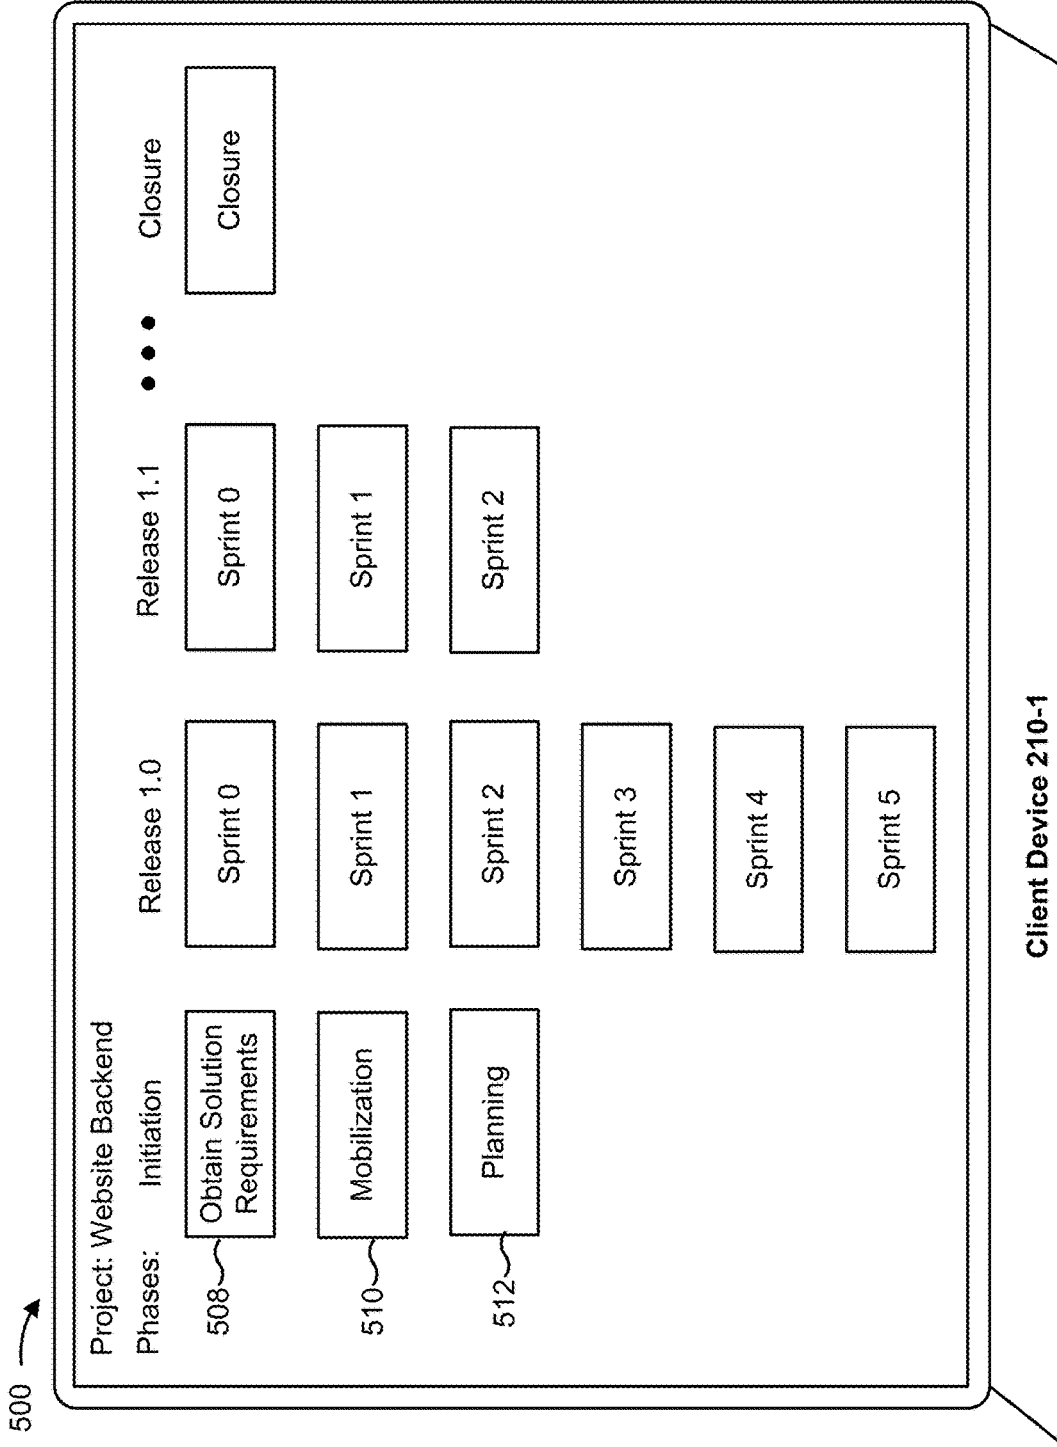 500
Project: Website Backend
Phases: Initiation Release 1.0 Release 1.1 Closure
508 Obtain Solution Requirements Sprint 0 Sprint 0 Closure
510 Mobilization Sprint 1 Sprint 1
512 Planning Sprint 2 Sprint 2
Sprint 3
Sprint 4
Sprint 5
Client Device 210-1